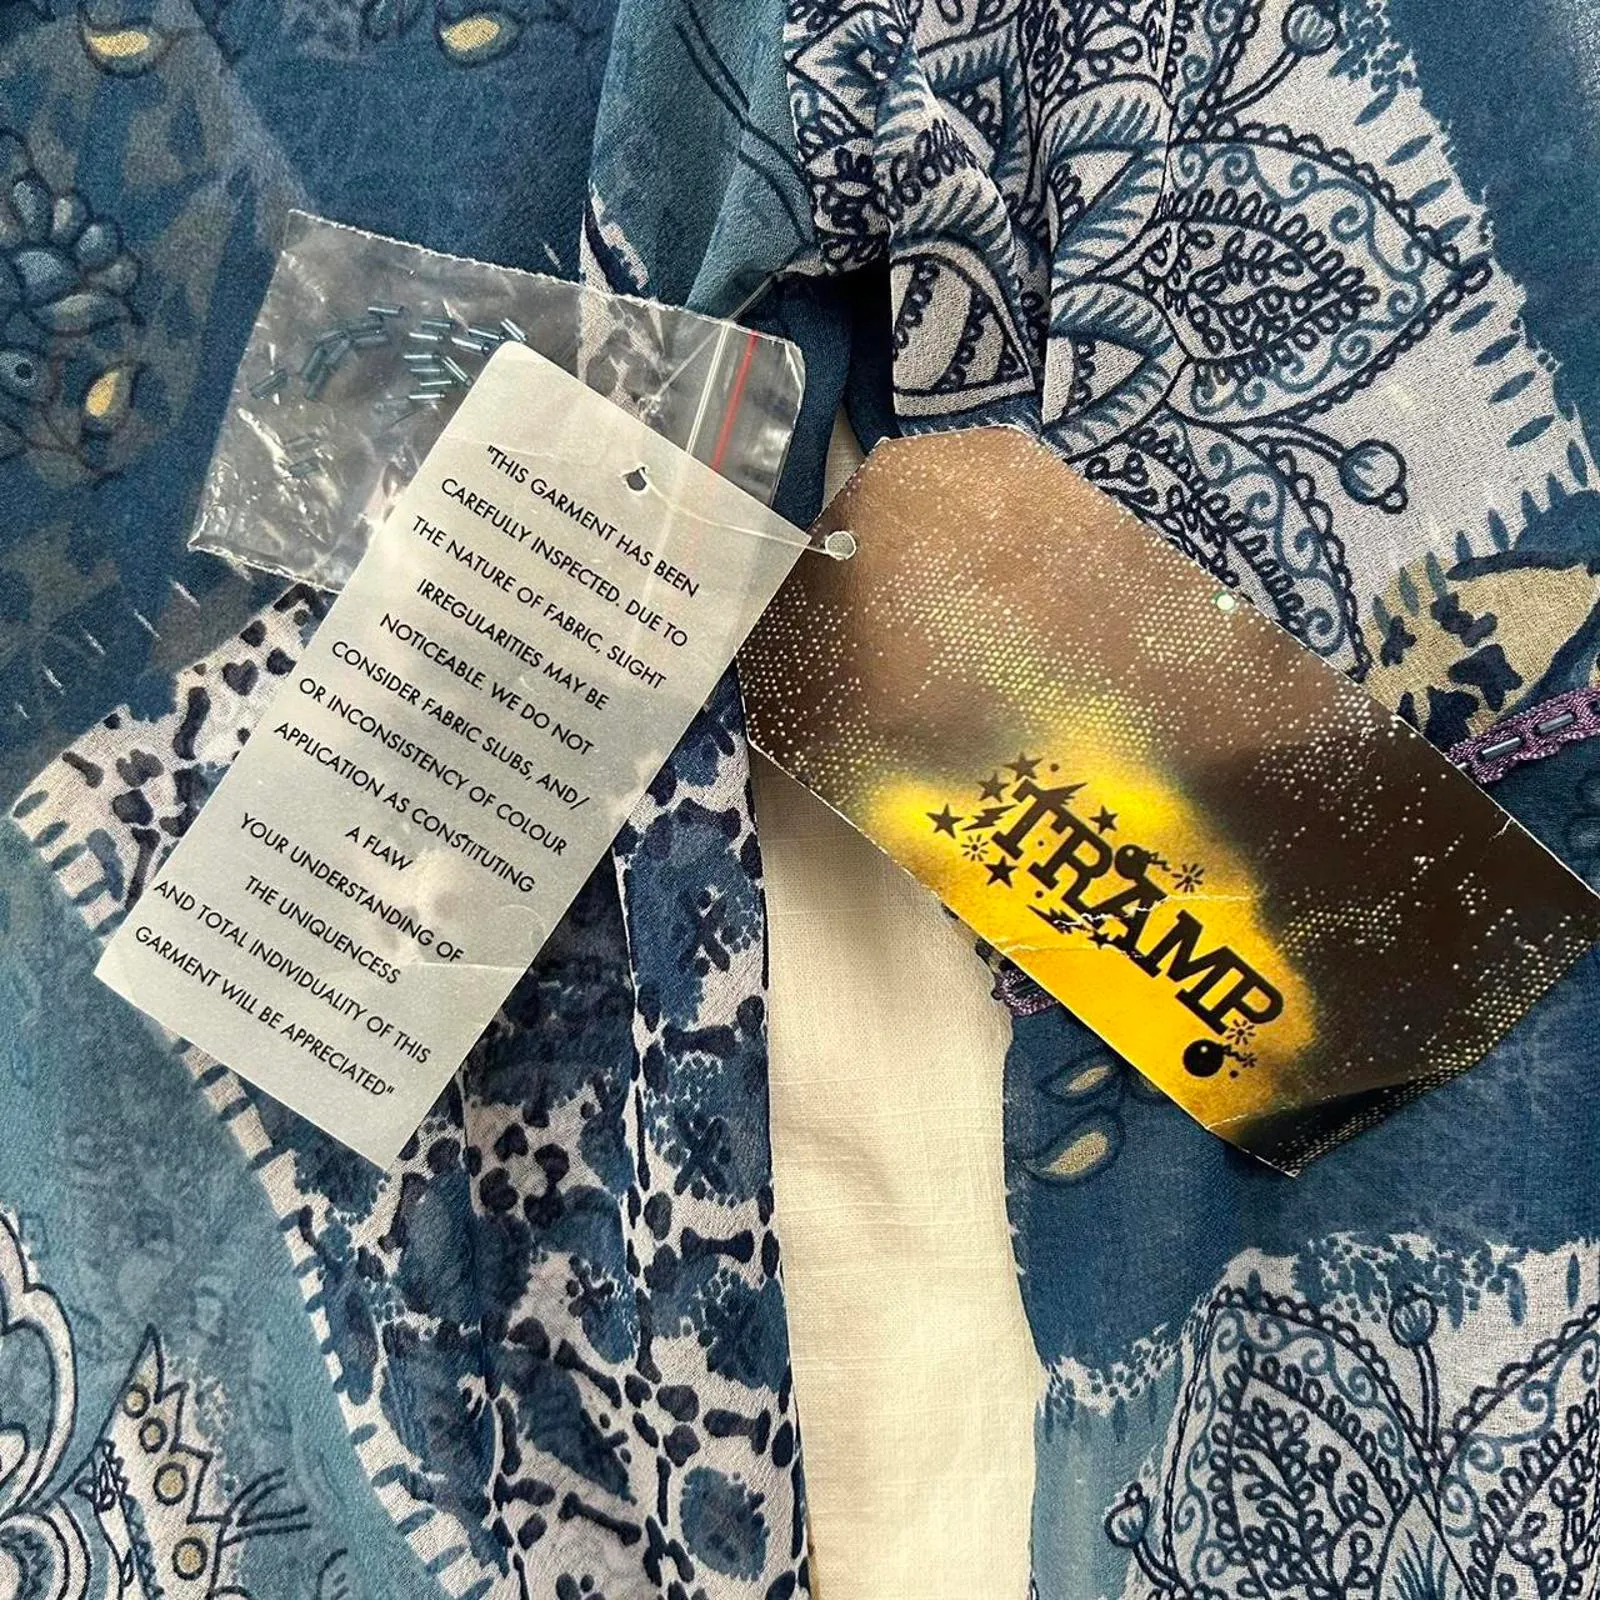 "THIS GARMENT HAS BEEN
CAREFULLY INSPECTED. DUE TO
THE NATURE OF FABRIC, SLIGHT
IRREGULARITIES MAY BE
NOTICEABLE. WE DO NOT
CONSIDER FABRIC SLUBS, AND/
OR INCONSISTENCY OF COLOUR
APPLICATION AS CONSTITUTING
A FLAW
YOUR UNDERSTANDING OF
THE UNIQUENCESS
AND TOTAL INDIVIDUALITY OF THIS
GARMENT WILL BE APPRECIATED"
TRAMP